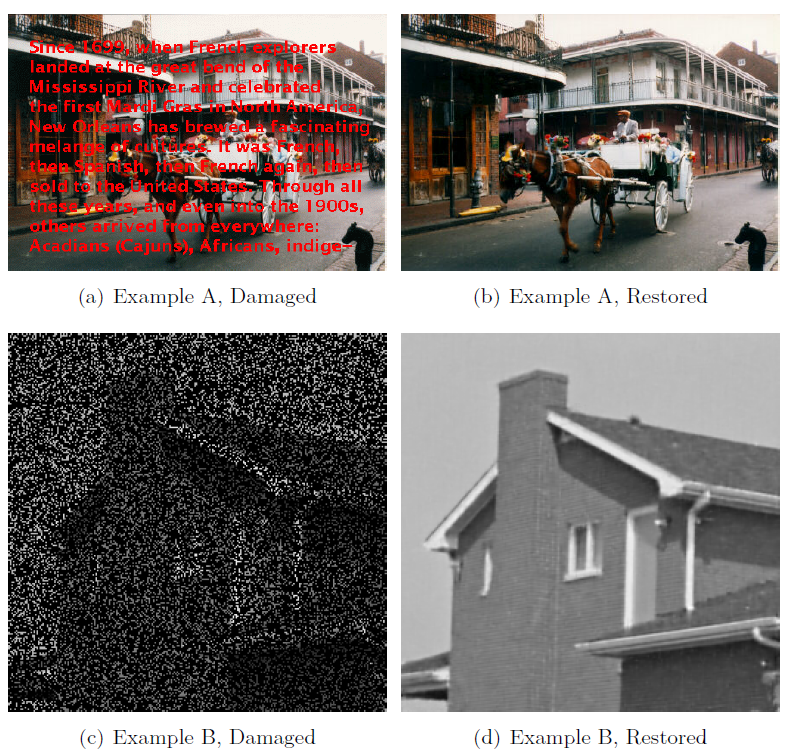 Since 1699, when French explorers
landed at the great bend of the
Mississippi River and celebrated
the first Mardi Gras in North America,
New Orleans has brewed a fascinating
melange of cultures. It was French,
then Spanish, then French again, then
sold to the United States. Through all
these years, and even into the 1900s,
others arrived from everywhere:
Acadians (Cajuns), Africans, indige-
(a) Example A, Damaged
(b) Example A, Restored
(c) Example B, Damaged
(d) Example B, Restored